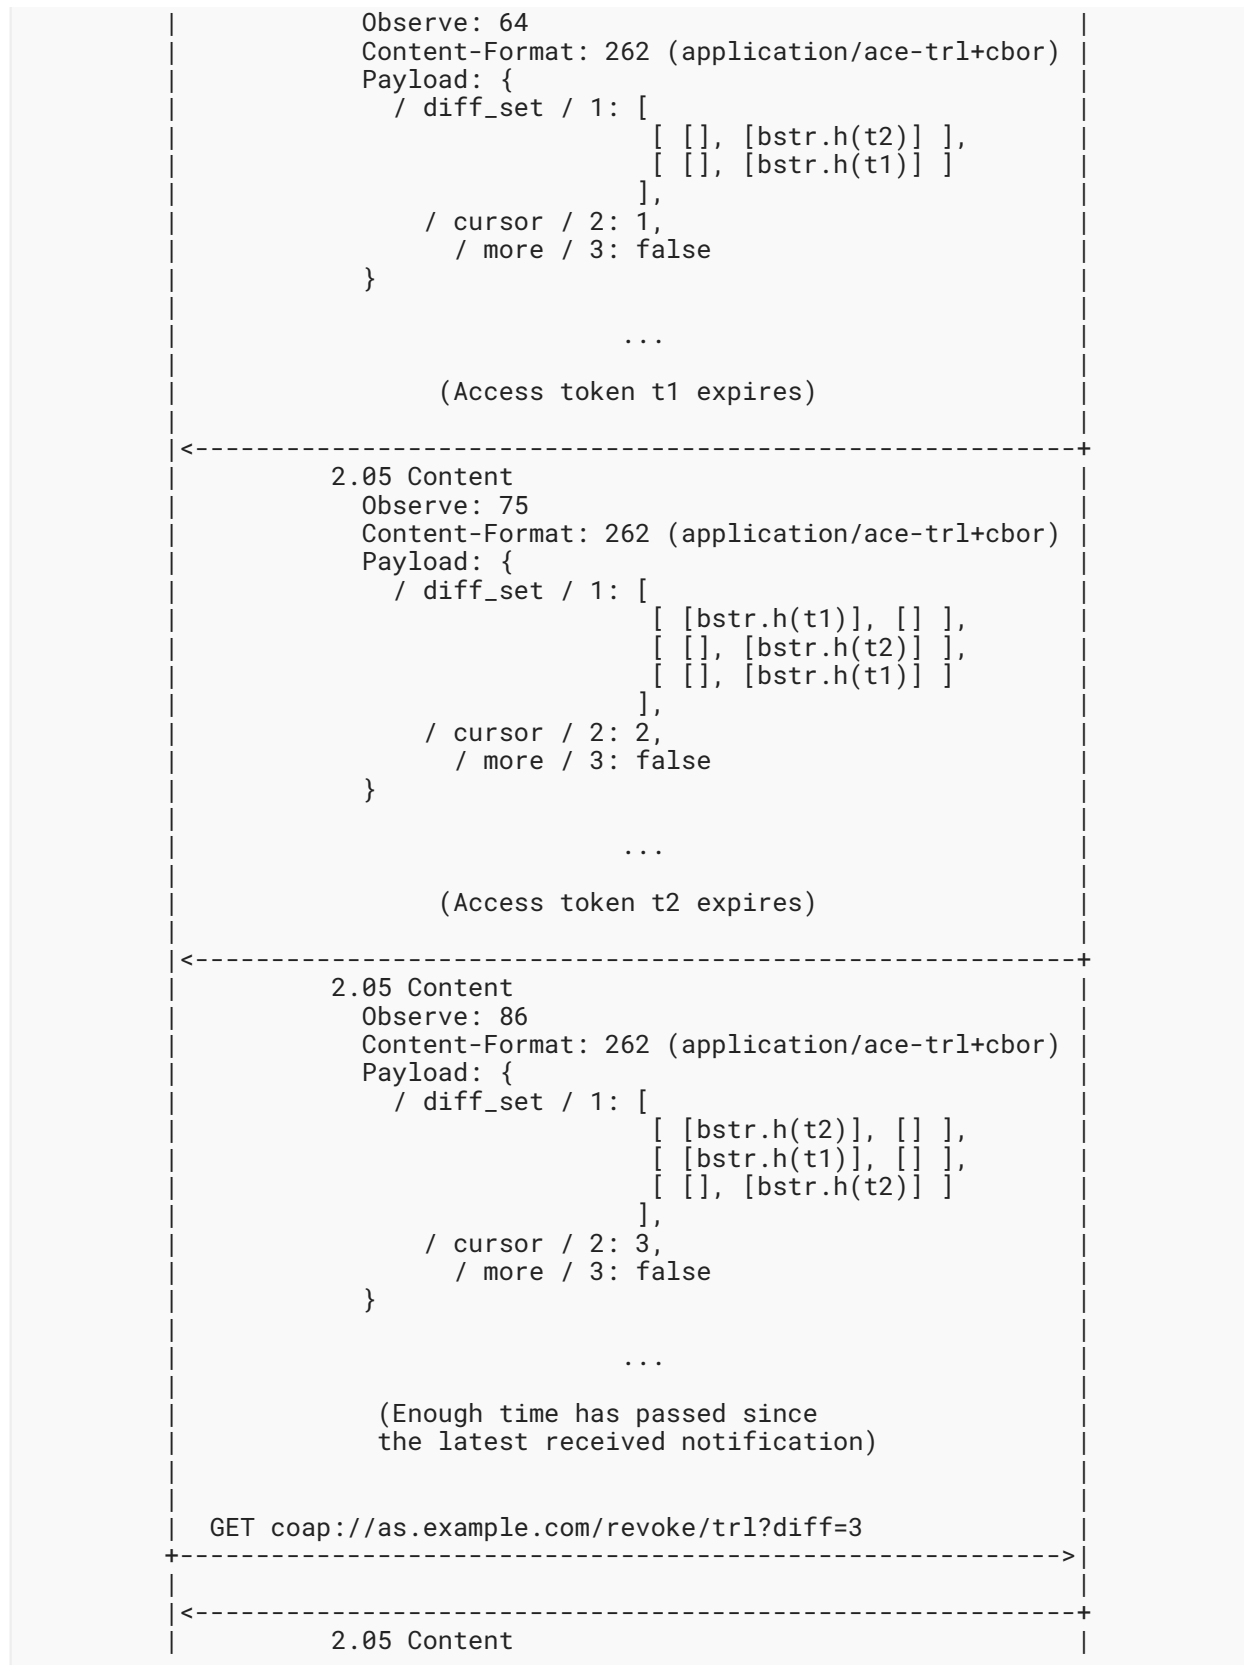 |            Observe: 64                                    |
|            Content-Format: 262 (application/ace-trl+cbor) |
|            Payload: {                                     |
|              / diff_set / 1: [                            |
|                               [ [], [bstr.h(t2)] ],       |
|                               [ [], [bstr.h(t1)] ]        |
|                              ],                           |
|                / cursor / 2: 1,                           |
|                  / more / 3: false                        |
|            }                                              |
|                                                           |
|                             ...                           |
|                                                           |
|                 (Access token t1 expires)                 |
|                                                           |
|<----------------------------------------------------------+
|          2.05 Content                                     |
|            Observe: 75                                    |
|            Content-Format: 262 (application/ace-trl+cbor) |
|            Payload: {                                     |
|              / diff_set / 1: [                            |
|                               [ [bstr.h(t1)], [] ],       |
|                               [ [], [bstr.h(t2)] ],       |
|                               [ [], [bstr.h(t1)] ]        |
|                              ],                           |
|                / cursor / 2: 2,                           |
|                  / more / 3: false                        |
|            }                                              |
|                                                           |
|                             ...                           |
|                                                           |
|                 (Access token t2 expires)                 |
|                                                           |
|<----------------------------------------------------------+
|          2.05 Content                                     |
|            Observe: 86                                    |
|            Content-Format: 262 (application/ace-trl+cbor) |
|            Payload: {                                     |
|              / diff_set / 1: [                            |
|                               [ [bstr.h(t2)], [] ],       |
|                               [ [bstr.h(t1)], [] ],       |
|                               [ [], [bstr.h(t2)] ]        |
|                              ],                           |
|                / cursor / 2: 3,                           |
|                  / more / 3: false                        |
|            }                                              |
|                                                           |
|                             ...                           |
|                                                           |
|             (Enough time has passed since                 |
|             the latest received notification)             |
|                                                           |
|                                                           |
|  GET coap://as.example.com/revoke/trl?diff=3              |
+---------------------------------------------------------->|
|                                                           |
|<----------------------------------------------------------+
|          2.05 Content                                     |